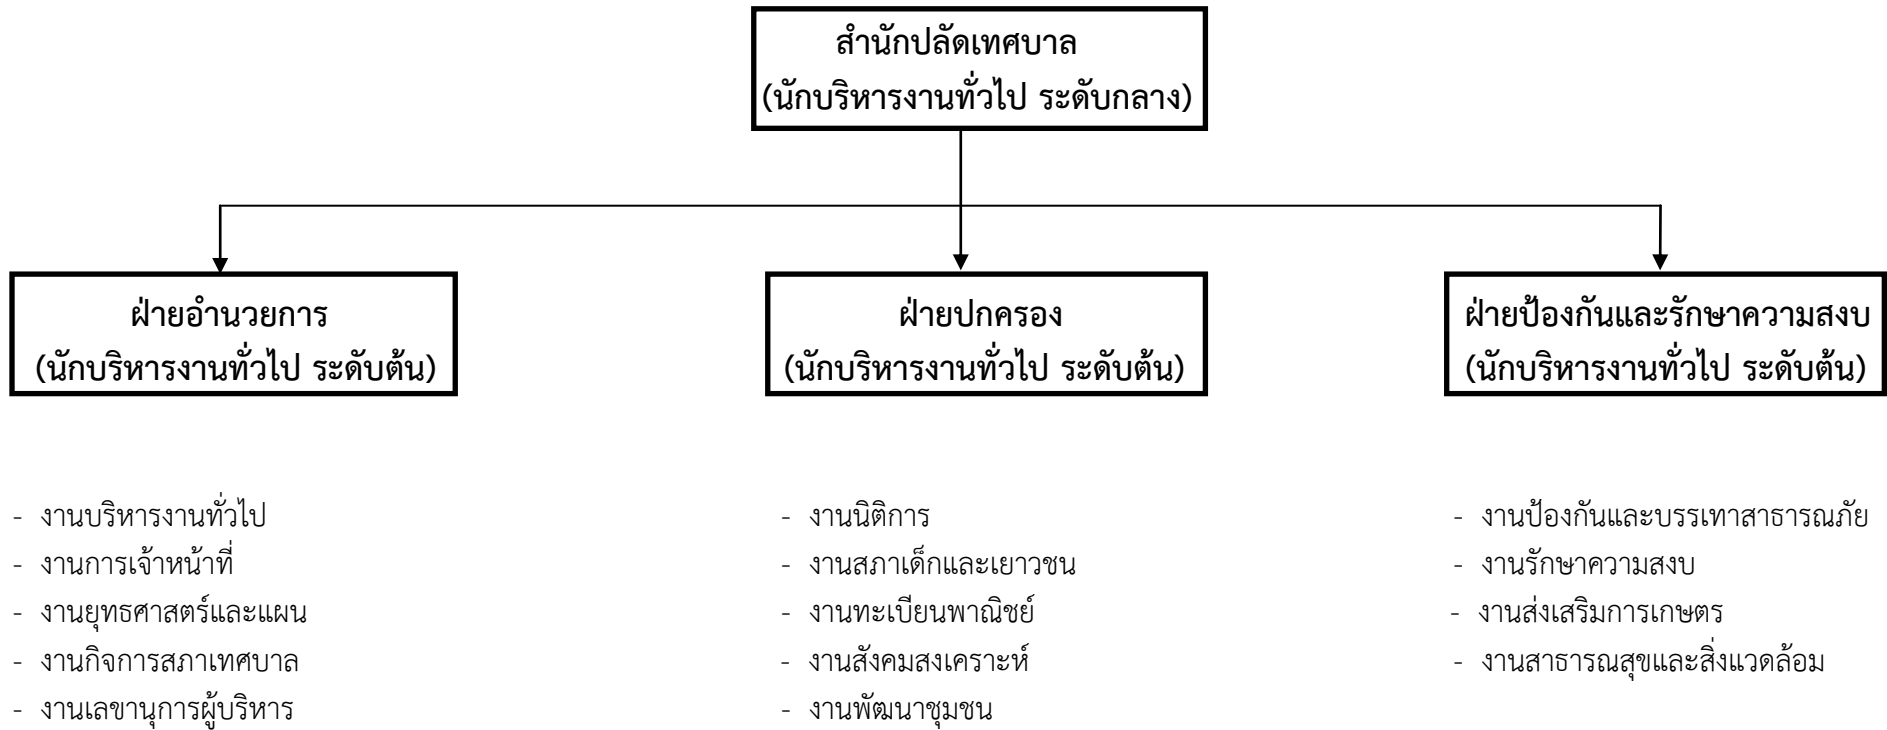 สำนักปลัดเทศบาล
(นักบริหารงานทั่วไป ระดับกลาง)
ฝ่ายอำนวยการ
(นักบริหารงานทั่วไป ระดับต้น)
- งานบริหารงานทั่วไป
- งานการเจ้าหน้าที่
- งานยุทธศาสตร์และแผน
- งานกิจการสภาเทศบาล
- งานเลขานุการผู้บริหาร
ฝ่ายปกครอง
(นักบริหารงานทั่วไป ระดับต้น)
- งานนิติการ
- งานสภาเด็กและเยาวชน
- งานทะเบียนพาณิชย์
- งานสังคมสงเคราะห์
- งานพัฒนาชุมชน
ฝ่ายป้องกันและรักษาความสงบ
(นักบริหารงานทั่วไป ระดับต้น)
- งานป้องกันและบรรเทาสาธารณภัย
- งานรักษาความสงบ
- งานส่งเสริมการเกษตร
- งานสาธารณสุขและสิ่งแวดล้อม